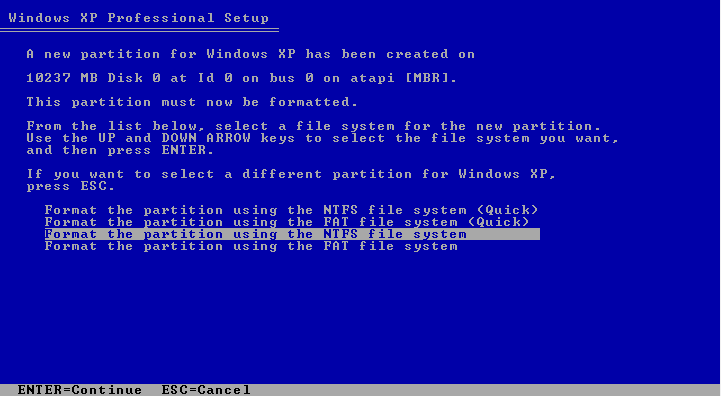 Windows XP Professional Setup
A new partition for Windows XP has been created on
10237 MB Disk 0 at Id 0 on bus 0 on atapi [MBR].
This partition must now be formatted.
From the list below, select a file system for the new partition.
Use the UP and DOWN ARROW keys to select the file system you want,
and then press ENTER.
If you want to select a different partition for Windows XP,
press ESC.
Format the partition using the NTFS file system (Quick)
Format the partition using the FAT file system (Quick)
Format the partition using the NTFS file system
Format the partition using the FAT file system
ENTER=Continue  ESC=Cancel